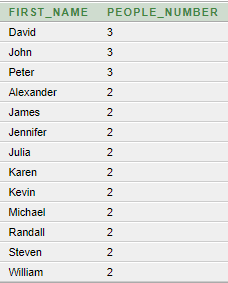 FIRST_NAME PEOPLE_NUMBER
David 3
John 3
Peter 3
Alexander 2
James 2
Jennifer 2
Julia 2
Karen 2
Kevin 2
Michael 2
Randall 2
Steven 2
William 2